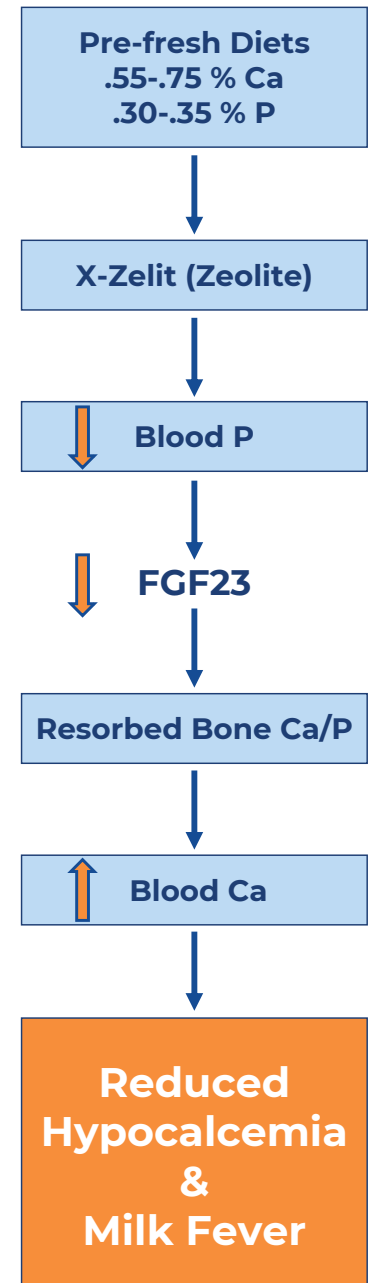 Pre-fresh Diets
.55-.75 % Ca
.30-.35 % P
X-Zelit (Zeolite)
Blood P
FGF23
Resorbed Bone Ca/P
Blood Ca
Reduced
Hypocalcemia
&
Milk Fever